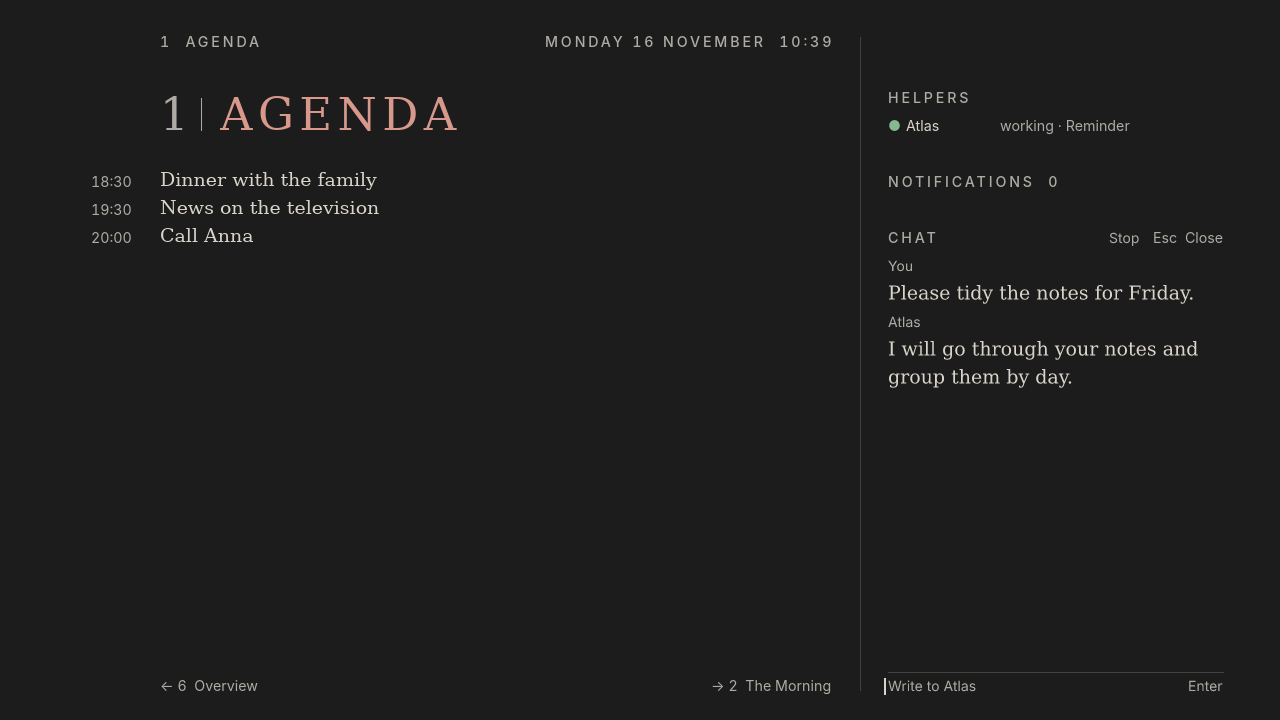 1 AGENDA
MONDAY 16 NOVEMBER 10:39
1 AGENDA
18:30 Dinner with the family
19:30 News on the television
20:00 Call Anna
← 6 Overview
→ 2 The Morning
HELPERS
Atlas working · Reminder
NOTIFICATIONS 0
CHAT Stop Esc Close
You
Please tidy the notes for Friday.
Atlas
I will go through your notes and
group them by day.
Write to Atlas Enter